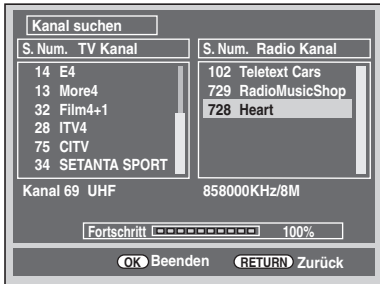 Kanal suchen
S. Num. TV Kanal
14 E4
13 More4
32 Film4+1
28 ITV4
75 CITV
34 SETANTA SPORT
S. Num. Radio Kanal
102 Teletext Cars
729 RadioMusicShop
728 Heart
Kanal 69 UHF 858000KHz/8M
Fortschritt 100%
OK Beenden RETURN Zurück